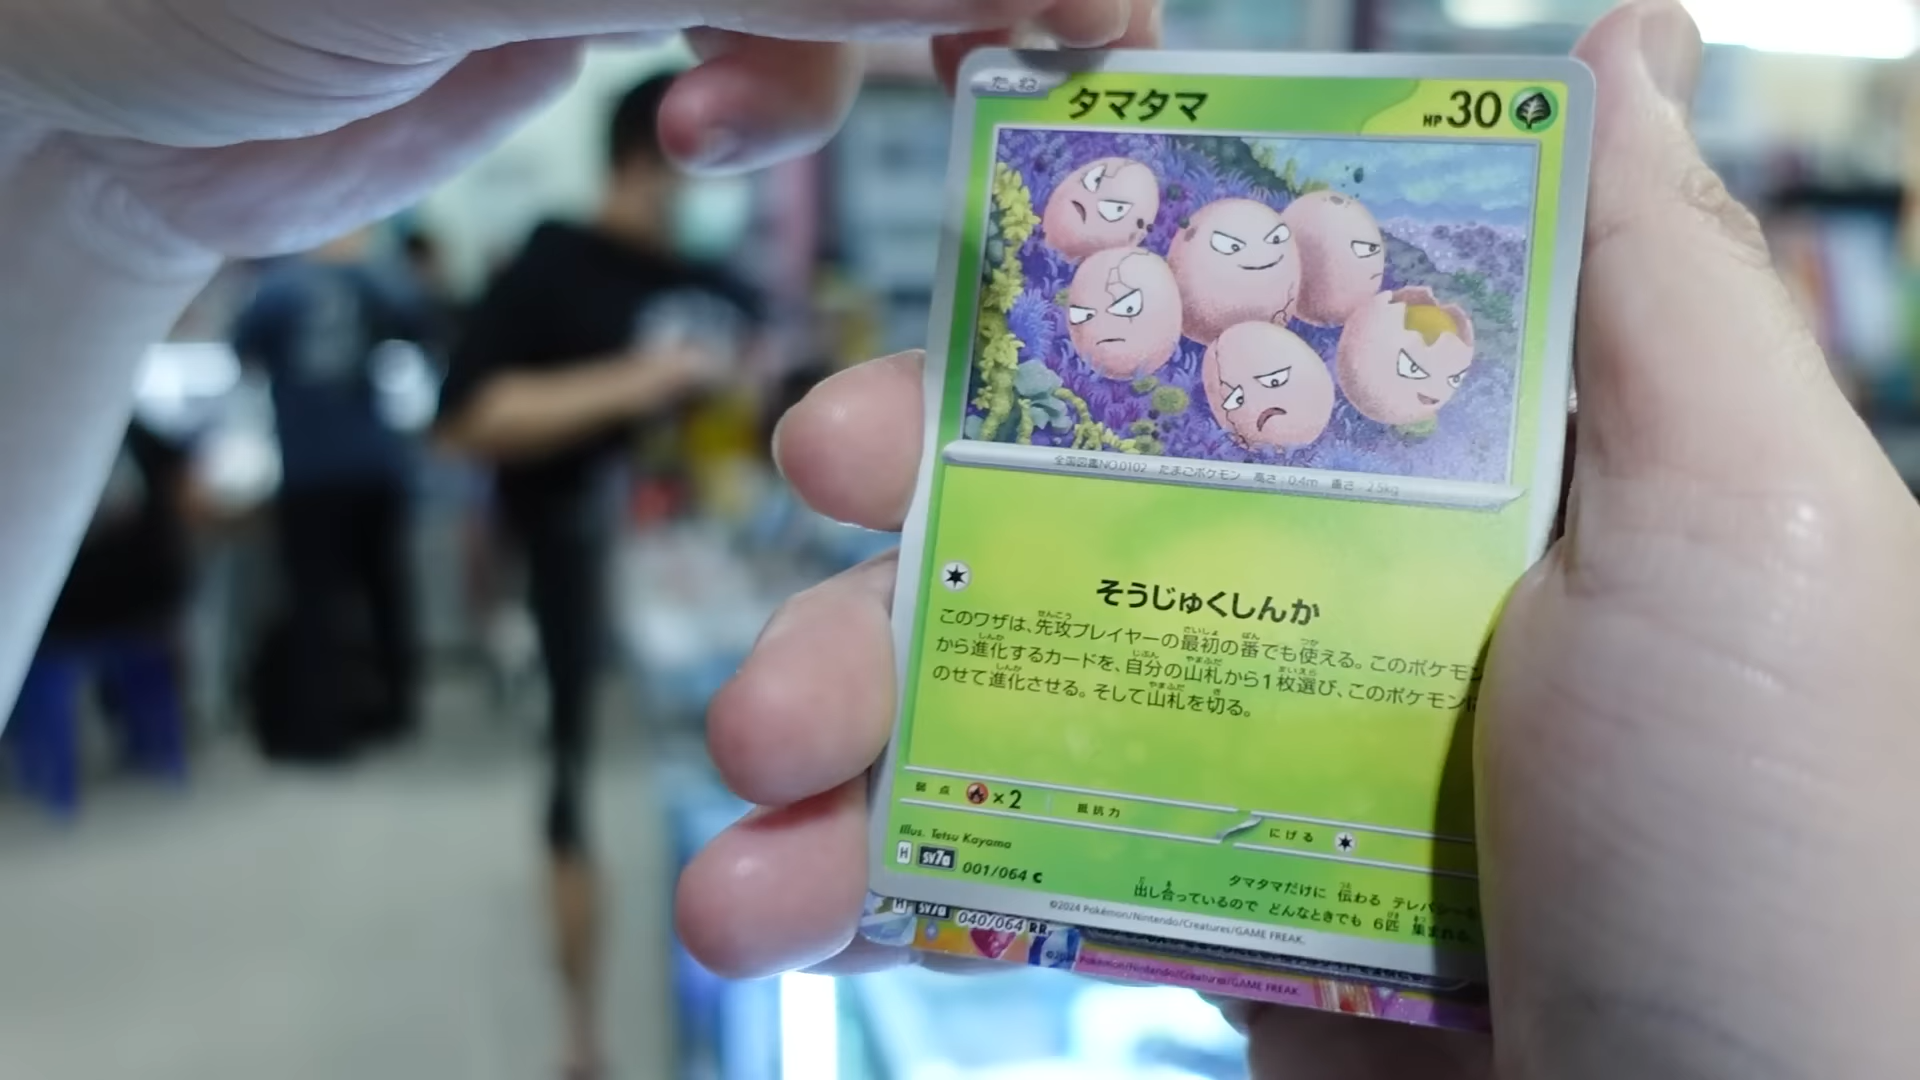 たね
タマタマ
HP 30
全国図鑑NO.0102 たまごポケモン 高さ:0.4m 重さ:2.5kg
そうじゅくしんか
このワザは、先攻プレイヤーの最初の番でも使える。このポケモン
から進化するカードを、自分の山札から1枚選び、このポケモンに
のせて進化させる。そして山札を切る。
弱点 ×2 抵抗力 にげる
Illus. Tetsu Kayama
H SV7a 001/064 C
タマタマだけに 伝わる テレパシーを
出し合っているので どんなときでも 6匹 集まれる。
©2024 Pokémon/Nintendo/Creatures/GAME FREAK.
H SV7a 040/064 RR
Pokémon/Nintendo/Creatures/GAME FREAK.